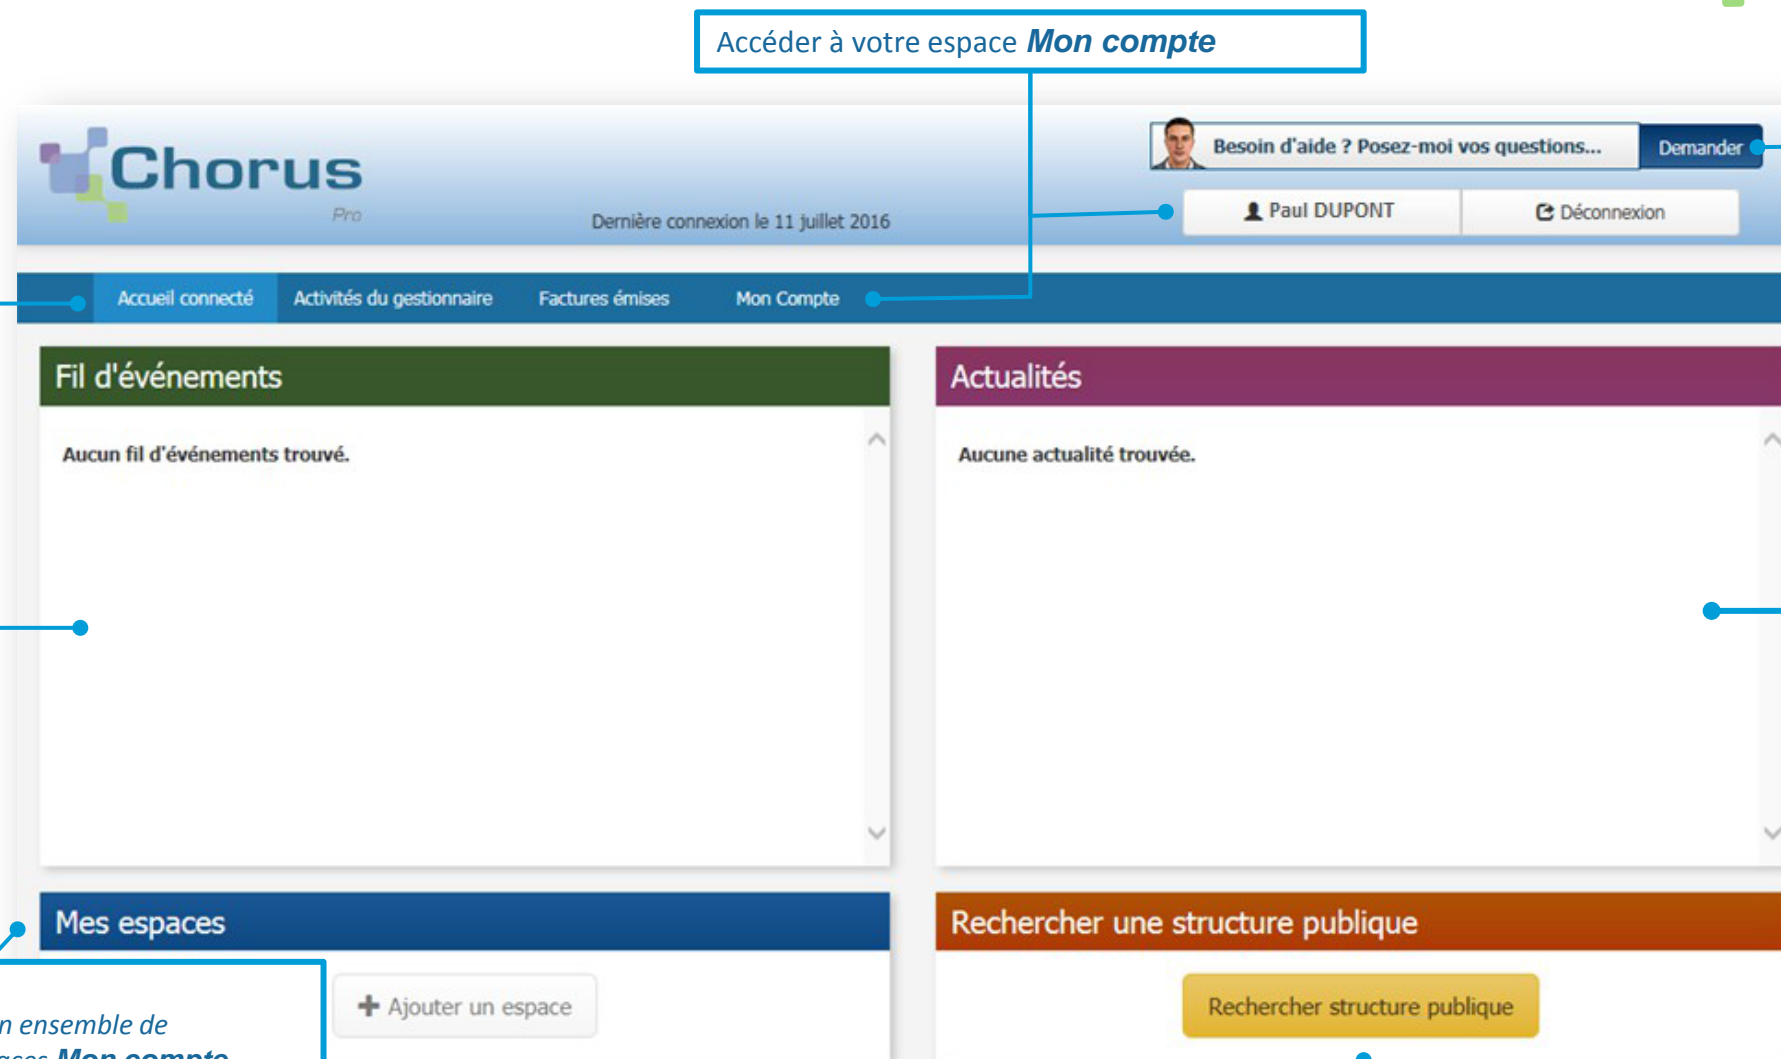 Accéder à votre espace Mon compte
Chorus
Pro
Dernière connexion le 11 juillet 2016
Besoin d'aide ? Posez-moi vos questions...
Demander
Paul DUPONT
Déconnexion
Accueil connecté
Activités du gestionnaire
Factures émises
Mon Compte
Fil d'événements
Aucun fil d'événements trouvé.
Actualités
Aucune actualité trouvée.
Mes espaces
Ajouter un espace
Rechercher une structure publique
Rechercher structure publique
ensemble de
Mon compte